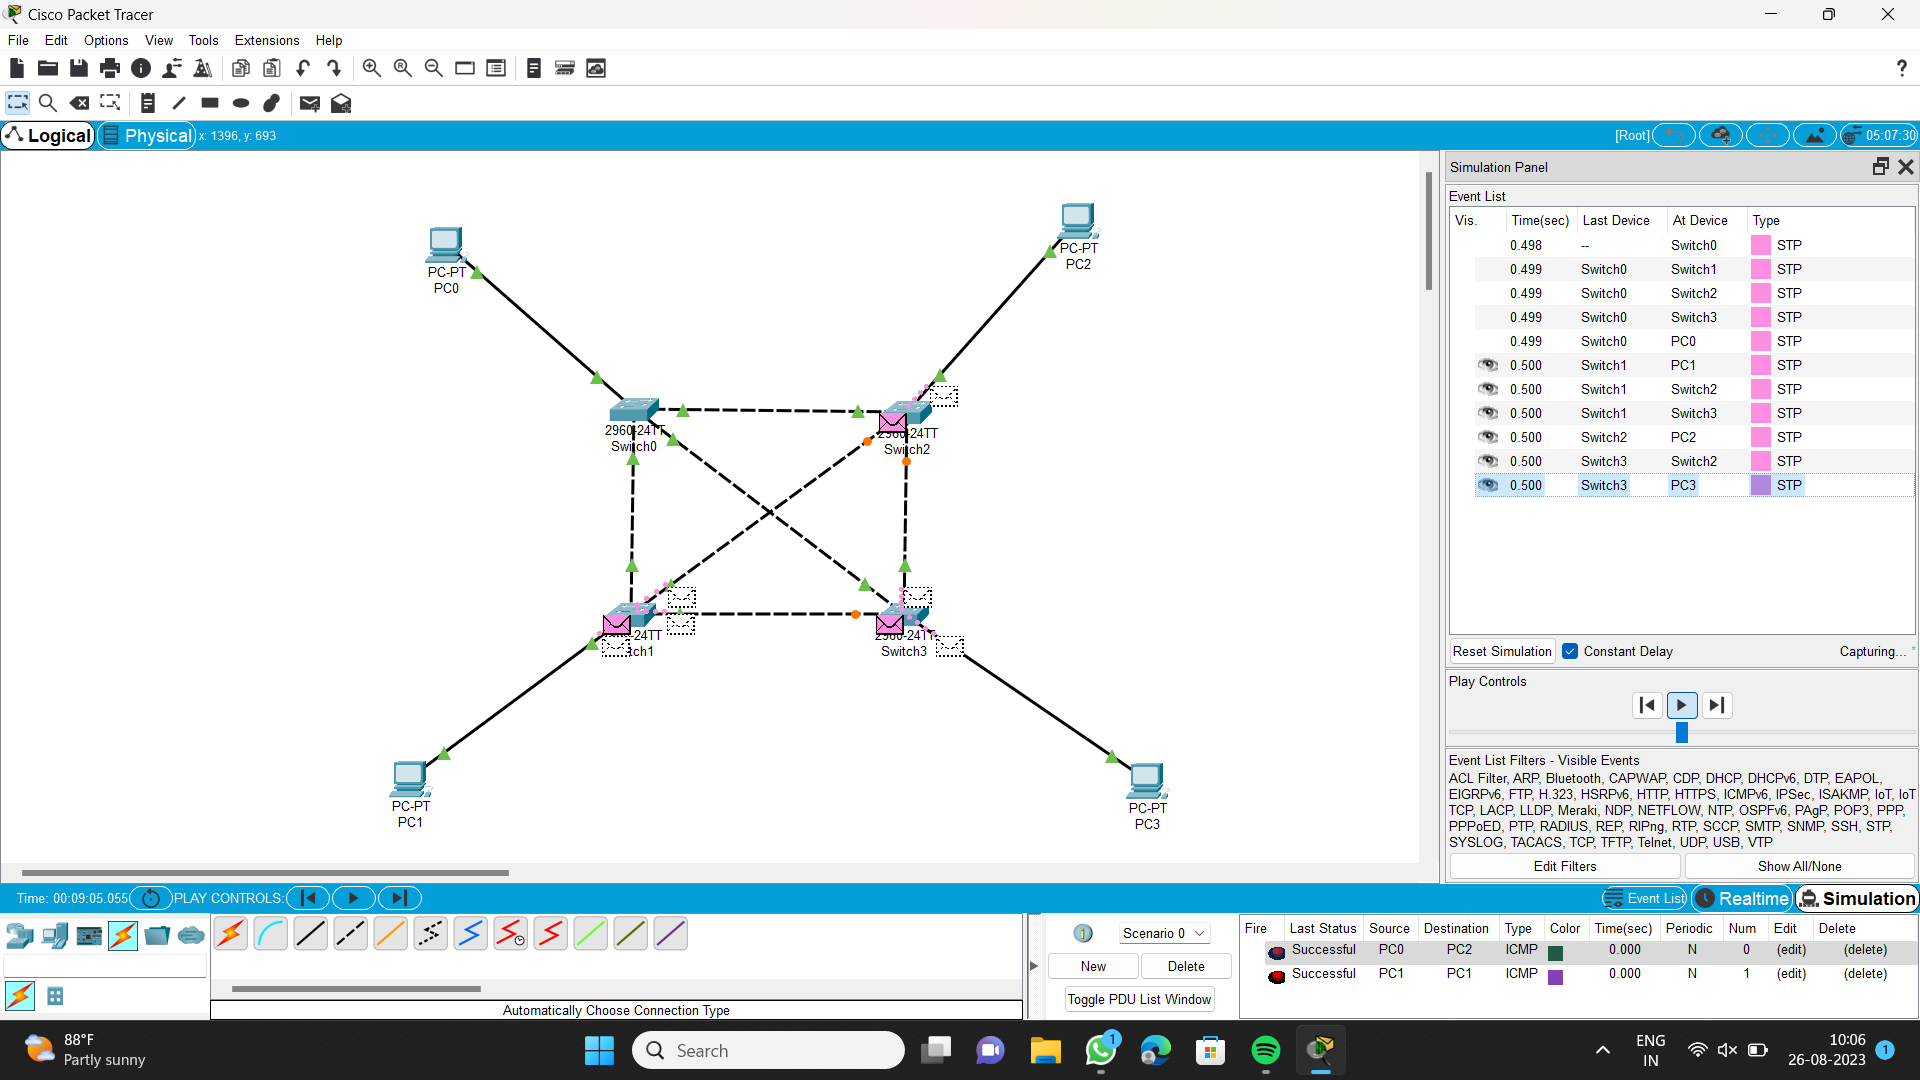 Cisco Packet Tracer
File Edit Options View Tools Extensions Help
?
Logical Physical x: 1396, y: 693 [Root] 05:07:30
PC-PT
PC0
PC-PT
PC2
2960-24TT
Switch0
2960-24TT
Switch2
-24TT
tch1
2960-24TT
Switch3
PC-PT
PC1
PC-PT
PC3
Simulation Panel
Event List
Vis. Time(sec) Last Device At Device Type
0.498 -- Switch0 STP
0.499 Switch0 Switch1 STP
0.499 Switch0 Switch2 STP
0.499 Switch0 Switch3 STP
0.499 Switch0 PC0 STP
0.500 Switch1 PC1 STP
0.500 Switch1 Switch2 STP
0.500 Switch1 Switch3 STP
0.500 Switch2 PC2 STP
0.500 Switch3 Switch2 STP
0.500 Switch3 PC3 STP
Reset Simulation Constant Delay Capturing... *
Play Controls
Event List Filters - Visible Events
ACL Filter, ARP, Bluetooth, CAPWAP, CDP, DHCP, DHCPv6, DTP, EAPOL,
EIGRPv6, FTP, H.323, HSRPv6, HTTP, HTTPS, ICMPv6, IPSec, ISAKMP, IoT, IoT
TCP, LACP, LLDP, Meraki, NDP, NETFLOW, NTP, OSPFv6, PAgP, POP3, PPP,
PPPoED, PTP, RADIUS, REP, RIPng, RTP, SCCP, SMTP, SNMP, SSH, STP,
SYSLOG, TACACS, TCP, TFTP, Telnet, UDP, USB, VTP
Edit Filters Show All/None
Time: 00:09:05.055 PLAY CONTROLS: Event List Realtime Simulation
Scenario 0
New Delete
Toggle PDU List Window
Fire Last Status Source Destination Type Color Time(sec) Periodic Num Edit Delete
Successful PC0 PC2 ICMP 0.000 N 0 (edit) (delete)
Successful PC1 PC1 ICMP 0.000 N 1 (edit) (delete)
Automatically Choose Connection Type
88°F
Partly sunny
Search
1
ENG
IN
10:06
26-08-2023
1